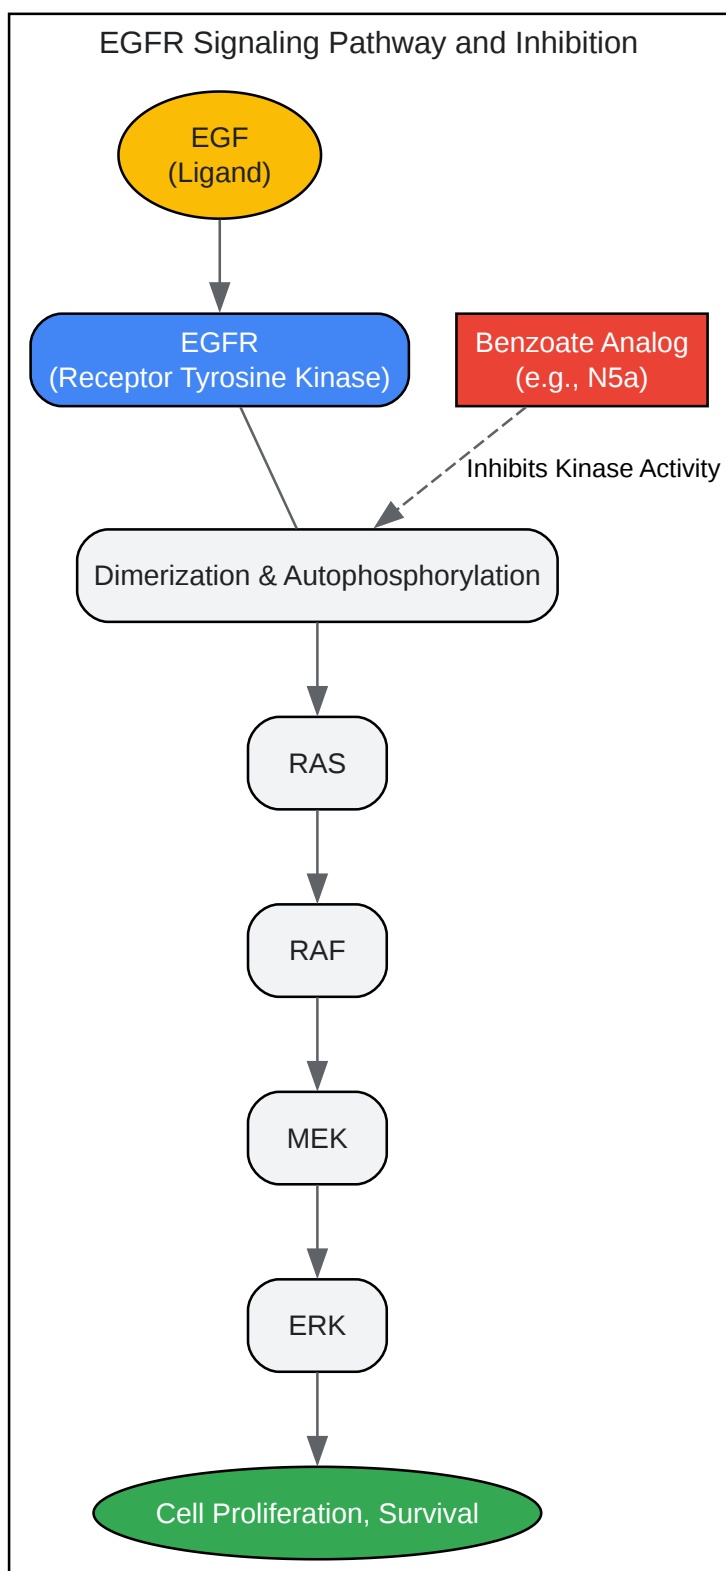 EGFR Signaling Pathway and Inhibition
EGF
(Ligand)
EGFR
(Receptor Tyrosine Kinase)
Benzoate Analog
(e.g., N5a)
Inhibits Kinase Activity
Dimerization & Autophosphorylation
RAS
RAF
MEK
ERK
Cell Proliferation, Survival